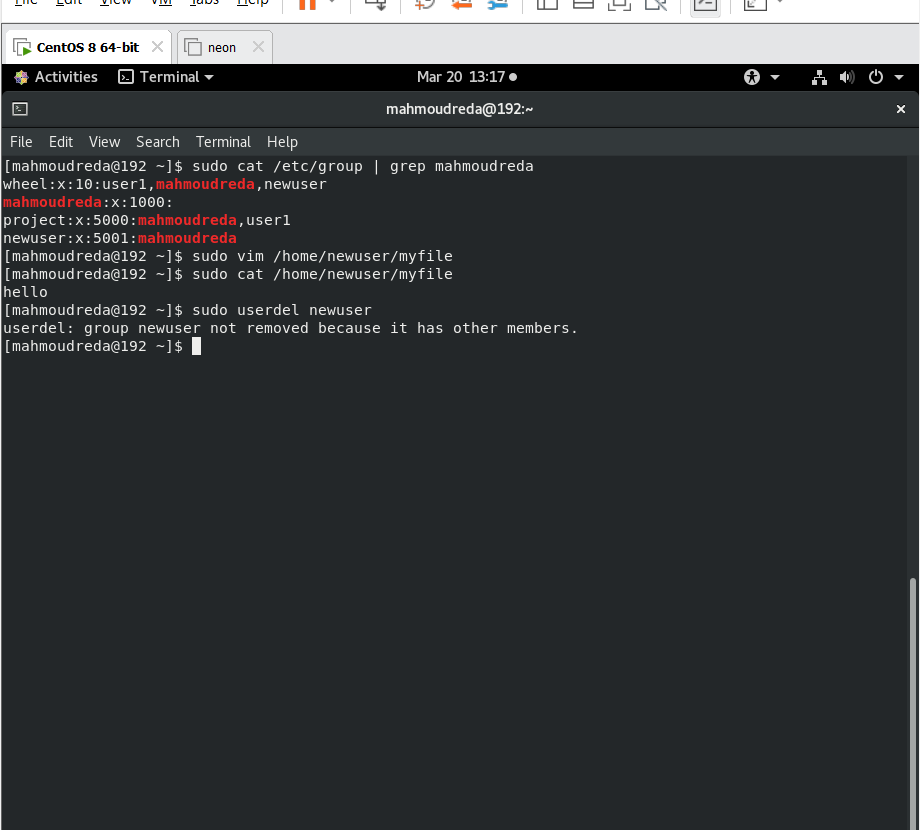 File Edit View VM Tabs Help
CentOS 8 64-bit neon
Activities Terminal Mar 20 13:17
mahmoudreda@192:~
File Edit View Search Terminal Help
[mahmoudreda@192 ~]$ sudo cat /etc/group | grep mahmoudreda
wheel:x:10:user1,mahmoudreda,newuser
mahmoudreda:x:1000:
project:x:5000:mahmoudreda,user1
newuser:x:5001:mahmoudreda
[mahmoudreda@192 ~]$ sudo vim /home/newuser/myfile
[mahmoudreda@192 ~]$ sudo cat /home/newuser/myfile
hello
[mahmoudreda@192 ~]$ sudo userdel newuser
userdel: group newuser not removed because it has other members.
[mahmoudreda@192 ~]$